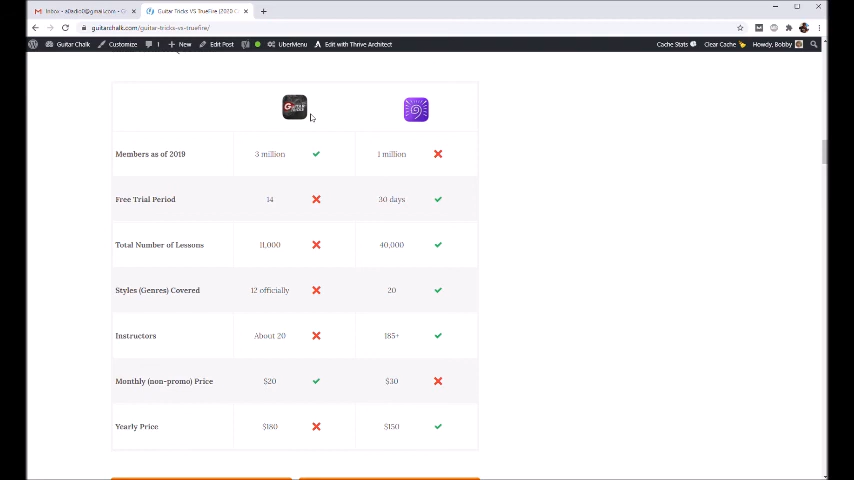 Inbox - a0adio0@gmail.com - G
Guitar Tricks VS TrueFire (2020 C
guitarchalk.com/guitar-tricks-vs-truefire/
Guitar Chalk Customize 1 New Edit Post UberMenu Edit with Thrive Architect Cache Stats Clear Cache Howdy, Bobby
Members as of 2019 3 million 1 million
Free Trial Period 14 30 days
Total Number of Lessons 11,000 40,000
Styles (Genres) Covered 12 officially 20
Instructors About 20 185+
Monthly (non-promo) Price $20 $30
Yearly Price $180 $150